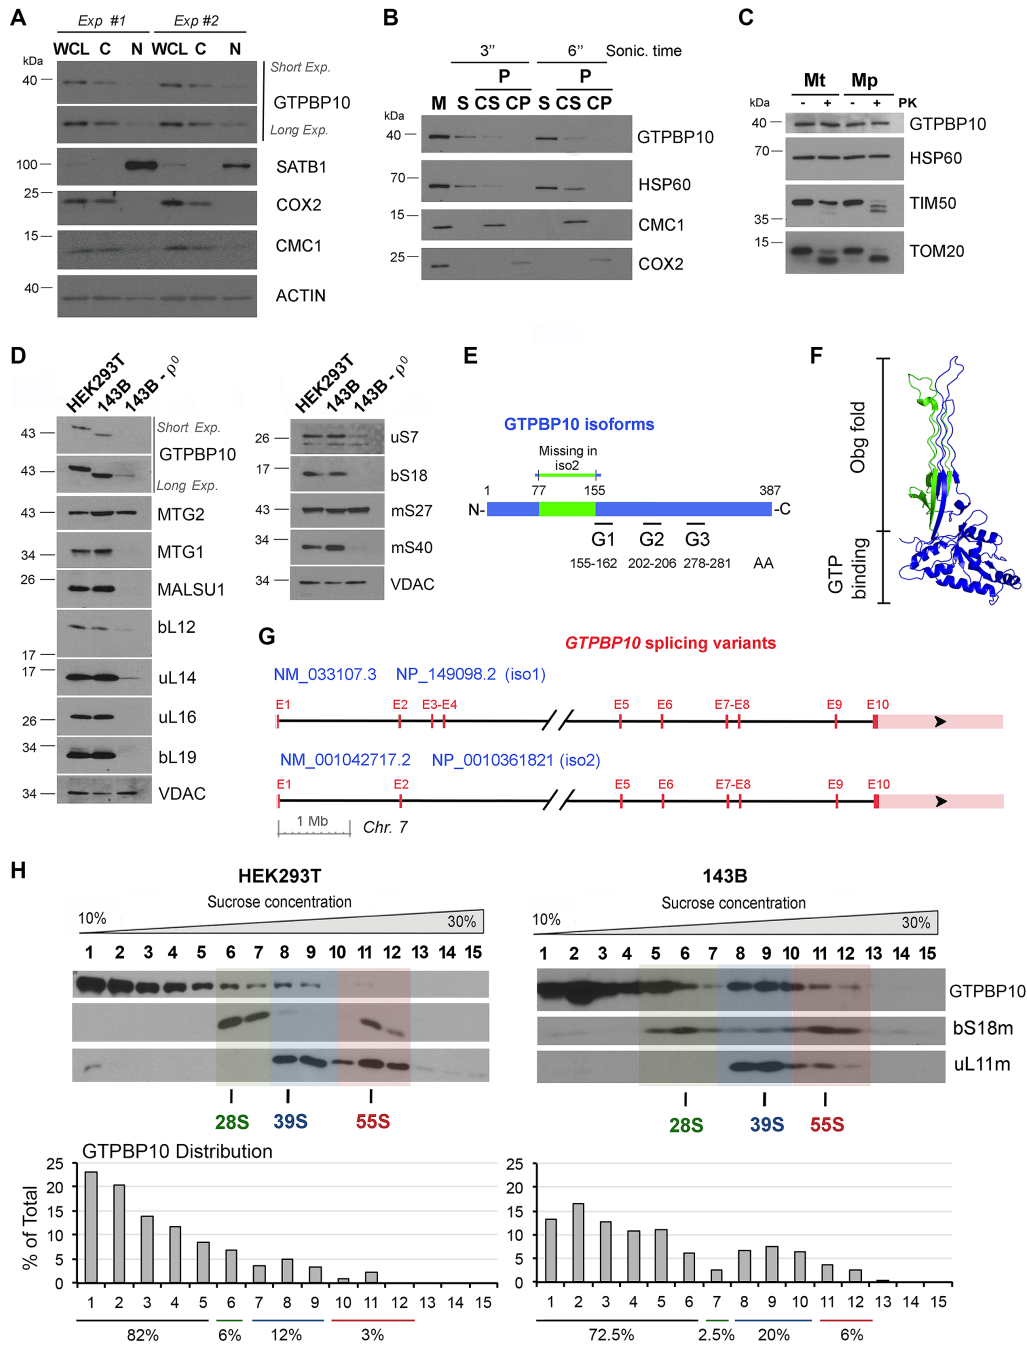 A
Exp #1 Exp #2
WCL C N WCL C N
kDa
40
Short Exp.
GTPBP10
Long Exp.
100 SATB1
25 COX2
15 CMC1
40 ACTIN
B
3’’ 6’’ Sonic. time
P P
M S CS CP S CS CP
kDa
40 GTPBP10
70 HSP60
15 CMC1
25 COX2
C
Mt Mp
kDa - + - + PK
40 GTPBP10
70 HSP60
TIM50
35
15 TOM20
D
HEK293T 143B 143B - ρ0
43 Short Exp.
GTPBP10
43 Long Exp.
43 MTG2
34 MTG1
26 MALSU1
bL12
17
17 uL14
26 uL16
34 bL19
34 VDAC
HEK293T 143B 143B - ρ0
26 uS7
17 bS18
43 mS27
34 mS40
34 VDAC
E
GTPBP10 isoforms
Missing in
iso2
1 77 155 387
N- -C
G1 G2 G3
155-162 202-206 278-281 AA
F
Obg fold
GTP
binding
G
GTPBP10 splicing variants
NM_033107.3 NP_149098.2 (iso1)
E1 E2 E3-E4 E5 E6 E7-E8 E9 E10
NM_001042717.2 NP_0010361821 (iso2)
E1 E2 E5 E6 E7-E8 E9 E10
1 Mb Chr. 7
H
HEK293T
Sucrose concentration
10% 30%
1 2 3 4 5 6 7 8 9 10 11 12 13 14 15
28S 39S 55S
143B
Sucrose concentration
10% 30%
1 2 3 4 5 6 7 8 9 10 11 12 13 14 15
GTPBP10
bS18m
uL11m
28S 39S 55S
GTPBP10 Distribution
% of Total
25
20
15
10
5
0
1 2 3 4 5 6 7 8 9 10 11 12 13 14 15
82% 6% 12% 3%
25
20
15
10
5
0
1 2 3 4 5 6 7 8 9 10 11 12 13 14 15
72.5% 2.5% 20% 6%